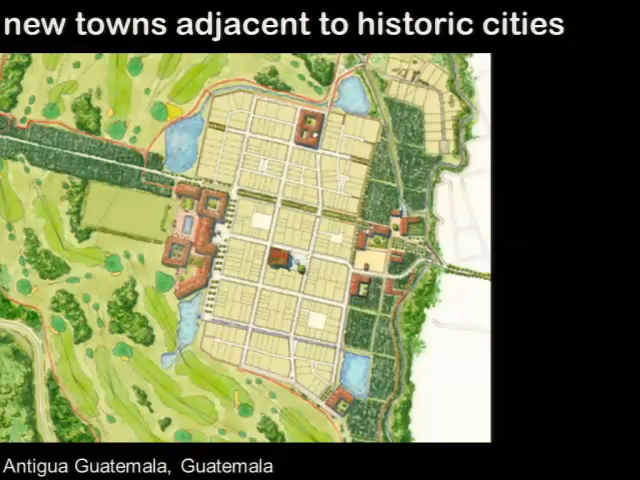 new towns adjacent to historic cities
Antigua Guatemala, Guatemala